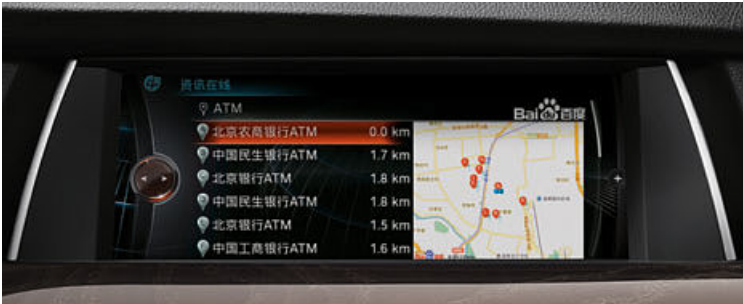 资讯在线
ATM
Bai百度
北京农商银行ATM 0.0 km
中国民生银行ATM 1.7 km
北京银行ATM 1.8 km
中国民生银行ATM 1.8 km
北京银行ATM 1.5 km
中国工商银行ATM 1.6 km